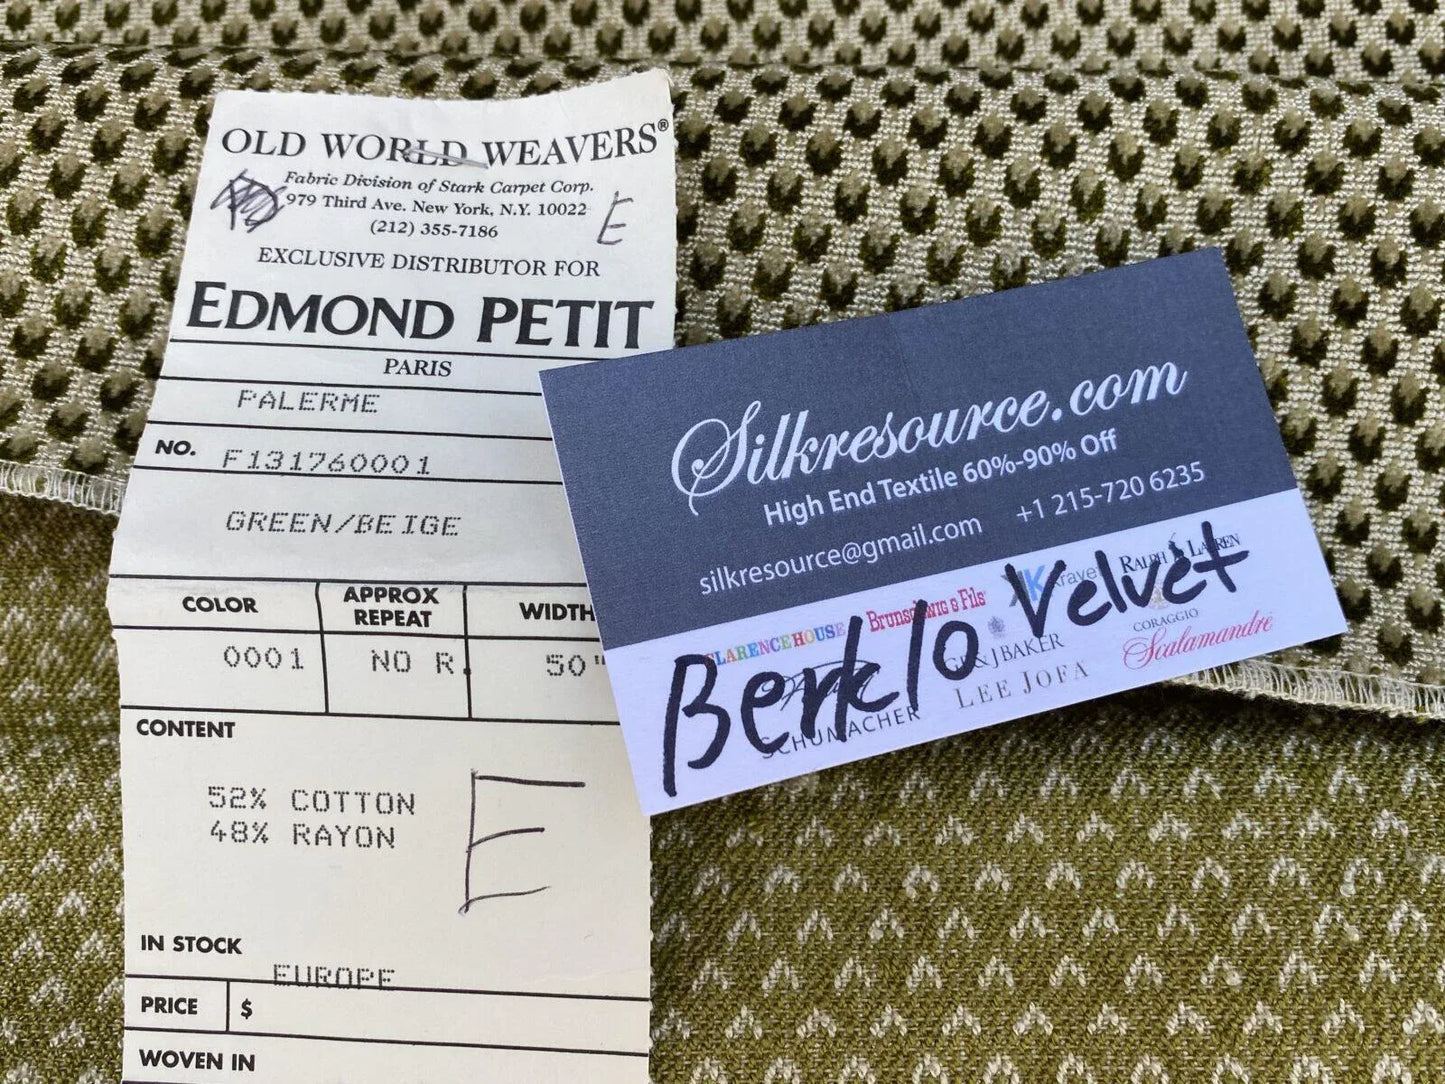 OLD WORLD WEAVERS®
Fabric Division of Stark Carpet Corp.
979 Third Ave. New York, N.Y. 10022
(212) 355-7186
E
EXCLUSIVE DISTRIBUTOR FOR
EDMOND PETIT
PARIS
PALERME
NO. F131760001
GREEN/BEIGE
COLOR APPROX REPEAT WIDTH
0001 NO R. 50"
CONTENT
52% COTTON
48% RAYON
E
IN STOCK
EUROPE
PRICE $
WOVEN IN
Silkresource.com
High End Textile 60%-90% Off
silkresource@gmail.com +1 215-720 6235
CLARENCE HOUSE BRUNSCHWIG & FILS Kravet RALPH LAUREN
BAKER CORAGGIO
SCHUMACHER LEE JOFA Scalamandré
Berklo Velvet